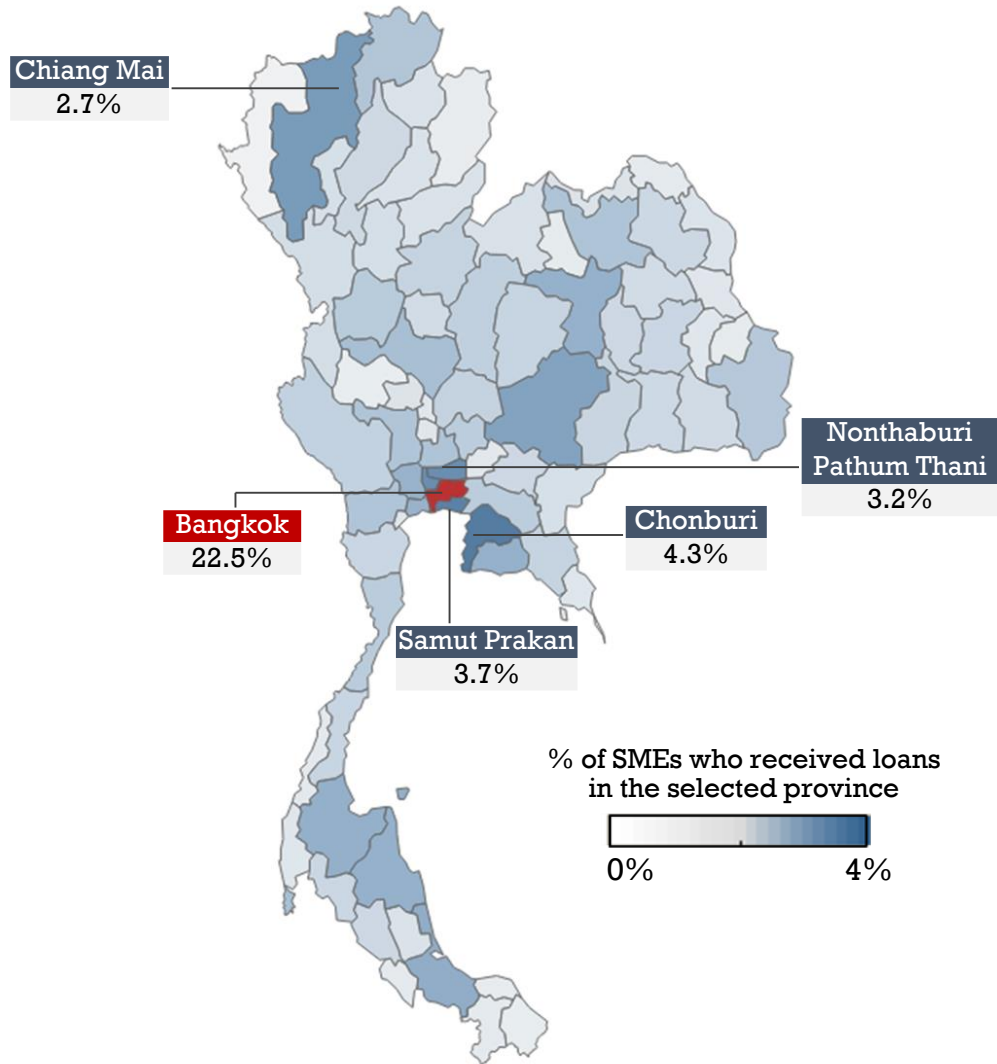 Chiang Mai
2.7%
Nonthaburi
Pathum Thani
3.2%
Bangkok
22.5%
Chonburi
4.3%
Samut Prakan
3.7%
% of SMEs who received loans
in the selected province
0%
4%